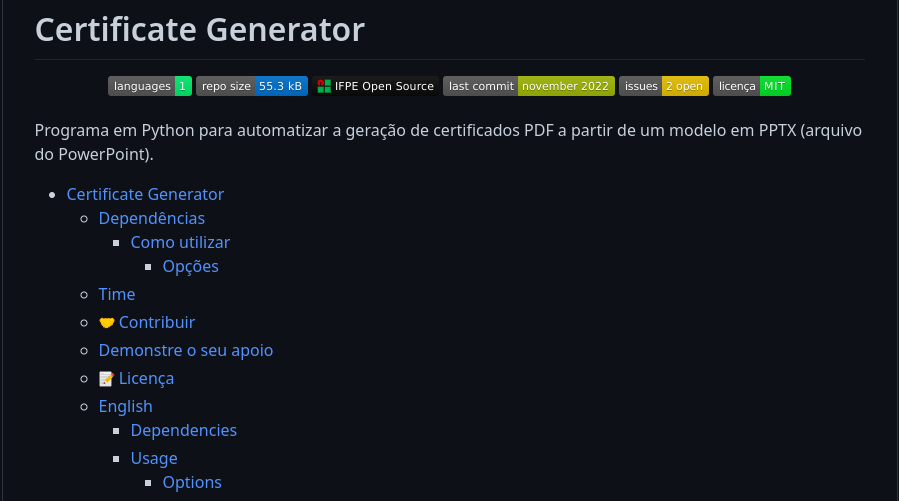 Certificate Generator
languages 1 repo size 55.3 kB IFPE Open Source last commit november 2022 issues 2 open licença MIT
Programa em Python para automatizar a geração de certificados PDF a partir de um modelo em PPTX (arquivo
do PowerPoint).
Certificate Generator
Dependências
Como utilizar
Opções
Time
🤝 Contribuir
Demonstre o seu apoio
📝 Licença
English
Dependencies
Usage
Options